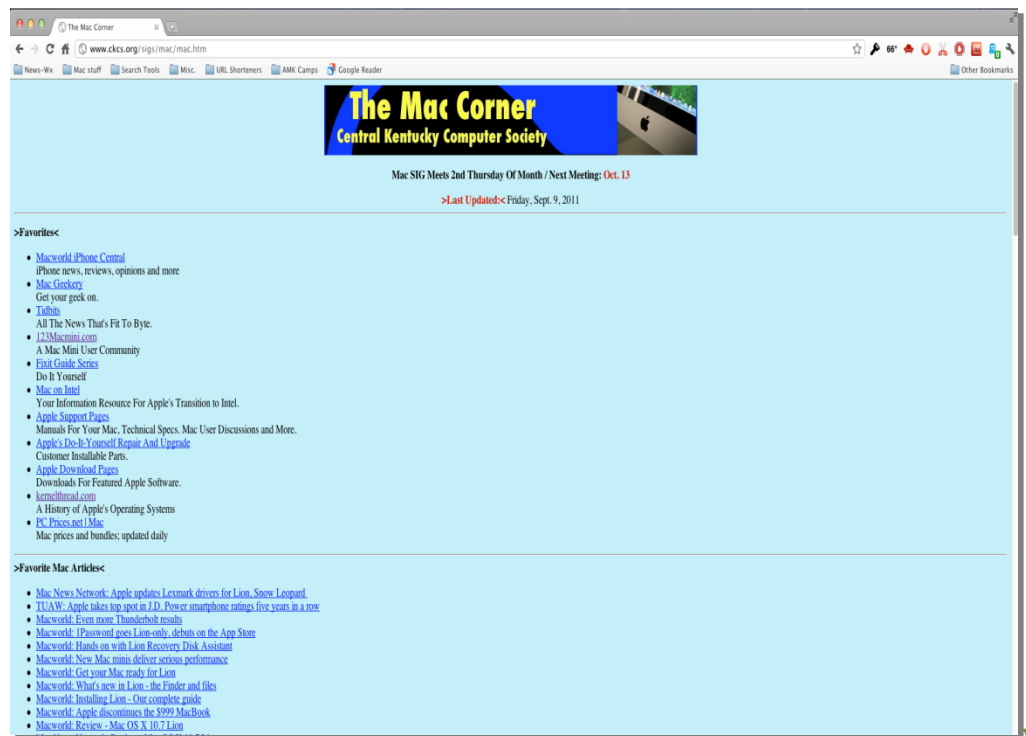 The Mac Corner
www.ckcs.org/sigs/mac/mac.htm
66°
News-Wx Mac stuff Search Tools Misc. URL Shorteners AMK Camps Google Reader Other Bookmarks
The Mac Corner
Central Kentucky Computer Society
Mac SIG Meets 2nd Thursday Of Month / Next Meeting: Oct. 13
>Last Updated:< Friday, Sept. 9, 2011
>Favorites<
Macworld iPhone Central
iPhone news, reviews, opinions and more
Mac Geekery
Get your geek on.
Tidbits
All The News That's Fit To Byte.
123Macmini.com
A Mac Mini User Community
Fixit Guide Series
Do It Yourself
Mac on Intel
Your Information Resource For Apple's Transition to Intel.
Apple Support Pages
Manuals For Your Mac, Technical Specs. Mac User Discussions and More.
Apple's Do-It-Yourself Repair And Upgrade
Customer Installable Parts.
Apple Download Pages
Downloads For Featured Apple Software.
kernelthread.com
A History of Apple's Operating Systems
PC Prices.net | Mac
Mac prices and bundles; updated daily
>Favorite Mac Articles<
Mac News Network: Apple updates Lexmark drivers for Lion, Snow Leopard
TUAW: Apple takes top spot in J.D. Power smartphone ratings five years in a row
Macworld: Even more Thunderbolt results
Macworld: 1Password goes Lion-only, debuts on the App Store
Macworld: Hands on with Lion Recovery Disk Assistant
Macworld: New Mac minis deliver serious performance
Macworld: Get your Mac ready for Lion
Macworld: What's new in Lion - the Finder and files
Macworld: Installing Lion - Our complete guide
Macworld: Apple discontinues the $999 MacBook
Macworld: Review - Mac OS X 10.7 Lion